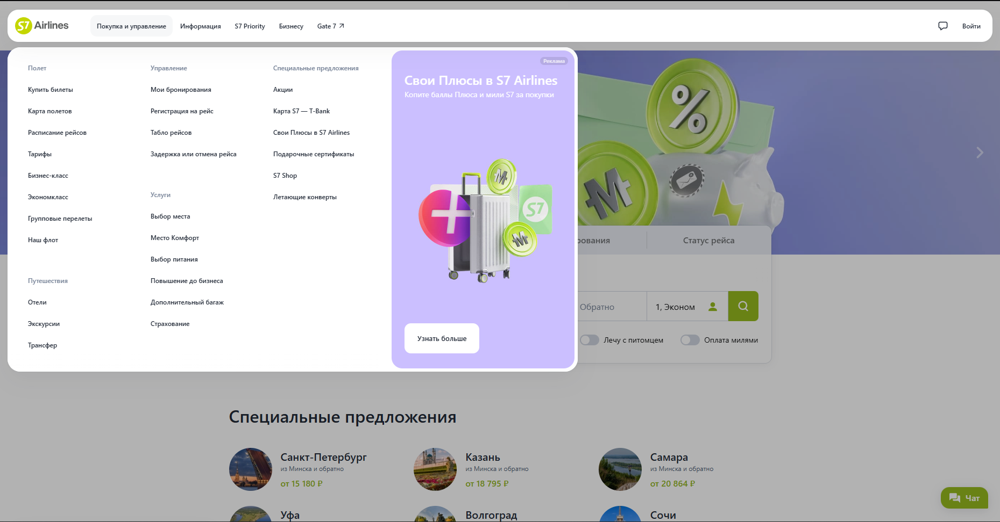 S7 Airlines
Покупка и управление
Информация
S7 Priority
Бизнесу
Gate 7
Войти
Полет
Купить билеты
Карта полетов
Расписание рейсов
Тарифы
Бизнес-класс
Экономкласс
Групповые перелеты
Наш флот
Путешествия
Отели
Экскурсии
Трансфер
Управление
Мои бронирования
Регистрация на рейс
Табло рейсов
Задержка или отмена рейса
Услуги
Выбор места
Место Комфорт
Выбор питания
Повышение до бизнеса
Дополнительный багаж
Страхование
Специальные предложения
Акции
Карта S7 — T-Bank
Свои Плюсы в S7 Airlines
Подарочные сертификаты
S7 Shop
Летающие конверты
Реклама
Свои Плюсы в S7 Airlines
Копите баллы Плюса и мили S7 за покупки
S7
Узнать больше
%
рования
Статус рейса
Обратно
1, Эконом
Лечу с питомцем
Оплата милями
Специальные предложения
Санкт-Петербург
из Минска и обратно
от 15 180 ₽
Казань
из Минска и обратно
от 18 795 ₽
Самара
из Минска и обратно
от 20 864 ₽
Уфа
Волгоград
Сочи
Чат